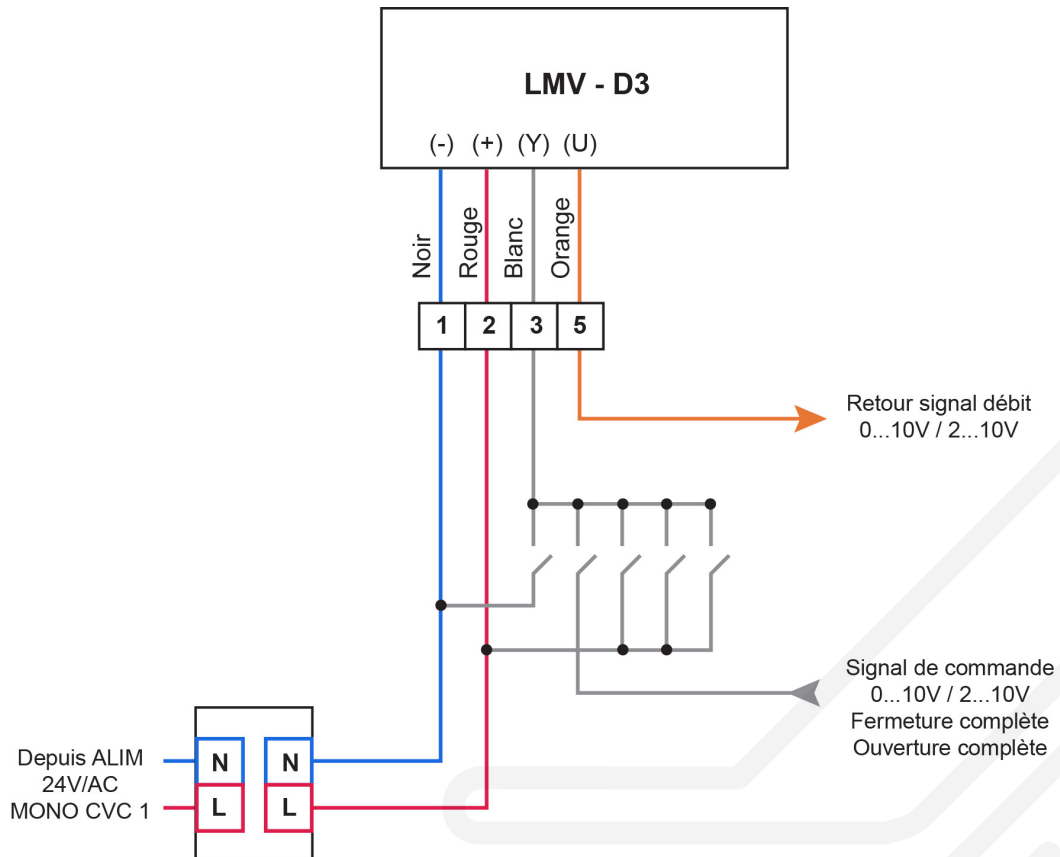 LMV - D3
(-) (+) (Y) (U)
Noir
Rouge
Blanc
Orange
1 2 3 5
Retour signal débit
0...10V / 2...10V
Signal de commande
0...10V / 2...10V
Fermeture complète
Ouverture complète
Depuis ALIM
24V/AC
MONO CVC 1
N N
L L